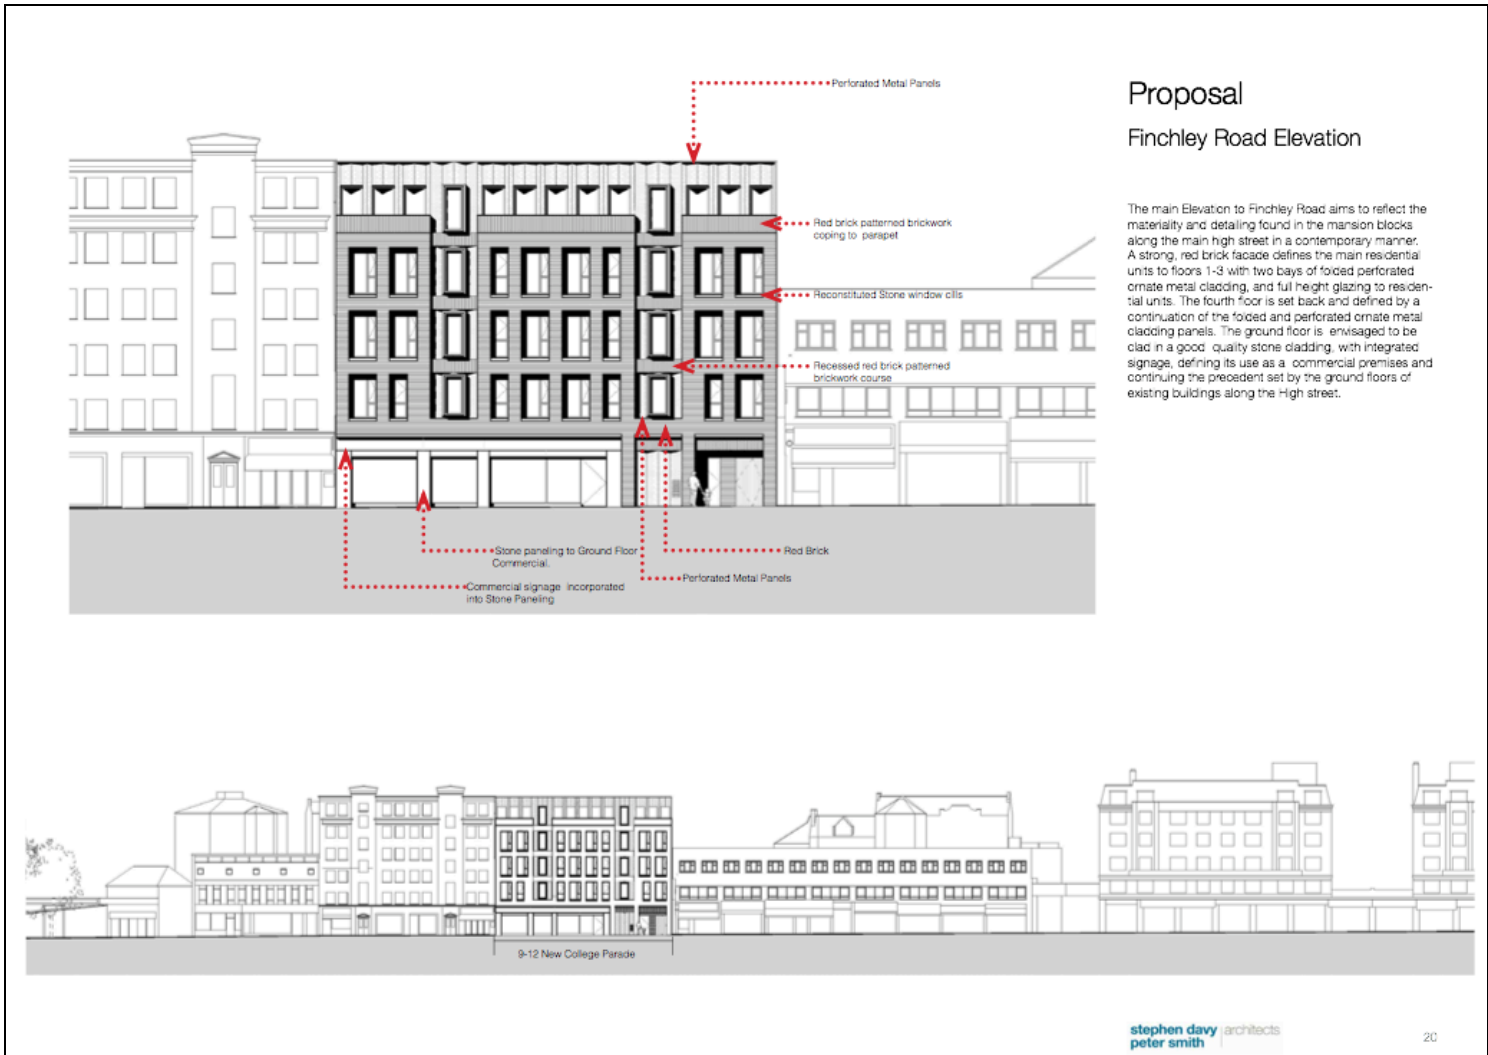 Perforated Metal Panels
Red brick patterned brickwork
coping to parapet
Reconstituted Stone window cills
Recessed red brick patterned
brickwork course
Stone paneling to Ground Floor
Commercial.
Red Brick
Perforated Metal Panels
Commercial signage incorporated
into Stone Paneling
Proposal
Finchley Road Elevation
The main Elevation to Finchley Road aims to reflect the
materiality and detailing found in the mansion blocks
along the main high street in a contemporary manner.
A strong, red brick facade defines the main residential
units to floors 1-3 with two bays of folded perforated
ornate metal cladding, and full height glazing to residen-
tial units. The fourth floor is set back and defined by a
continuation of the folded and perforated ornate metal
cladding panels. The ground floor is envisaged to be
clad in a good quality stone cladding, with integrated
signage, defining its use as a commercial premises and
continuing the precedent set by the ground floors of
existing buildings along the High street.
9-12 New College Parade
stephen davy architects
peter smith
20